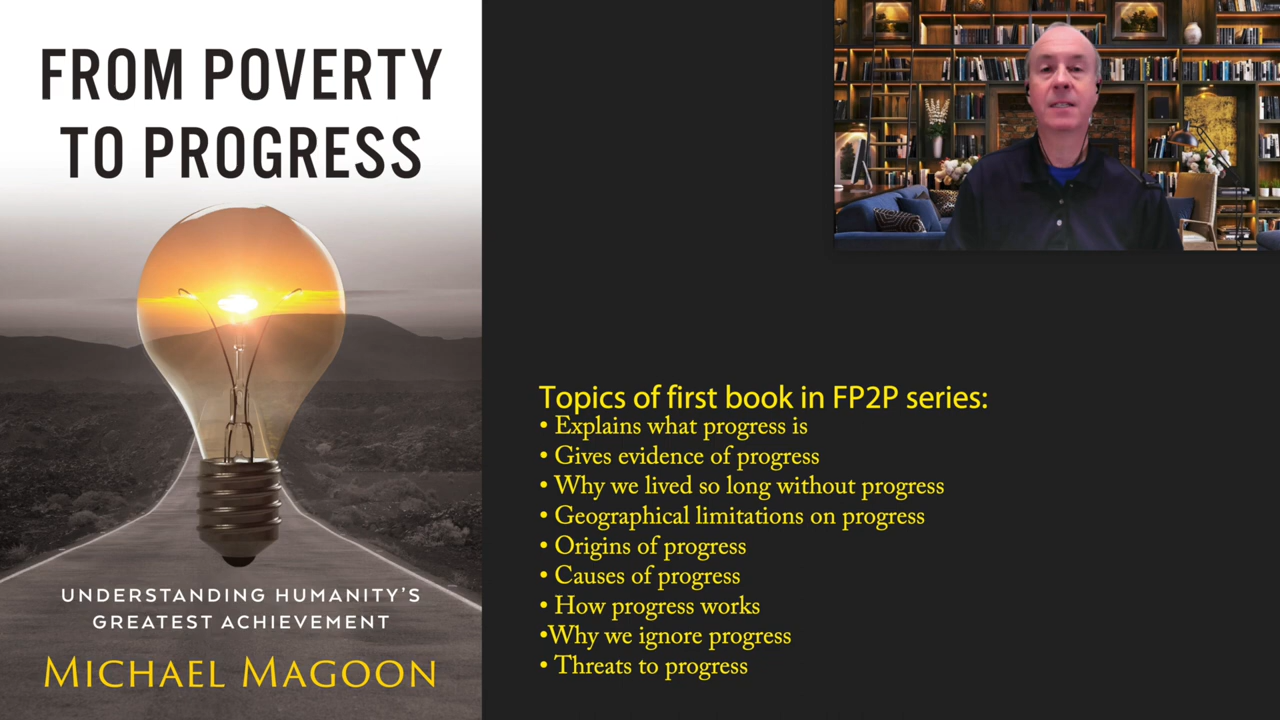 FROM POVERTY
TO PROGRESS
UNDERSTANDING HUMANITY'S
GREATEST ACHIEVEMENT
MICHAEL MAGOON
Topics of first book in FP2P series:
• Explains what progress is
• Gives evidence of progress
• Why we lived so long without progress
• Geographical limitations on progress
• Origins of progress
• Causes of progress
• How progress works
•Why we ignore progress
• Threats to progress